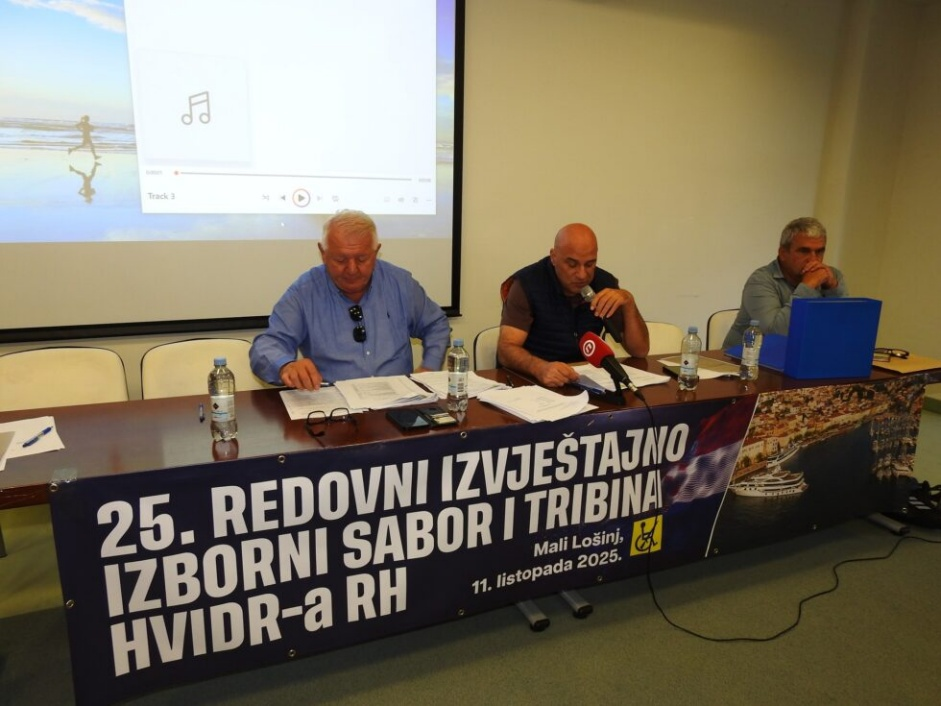 Track 3
25. REDOVNI IZVJEŠTAJNO
IZBORNI SABOR I TRIBINA
HVIDR-a RH
Mali Lošinj,
11. listopada 2025.